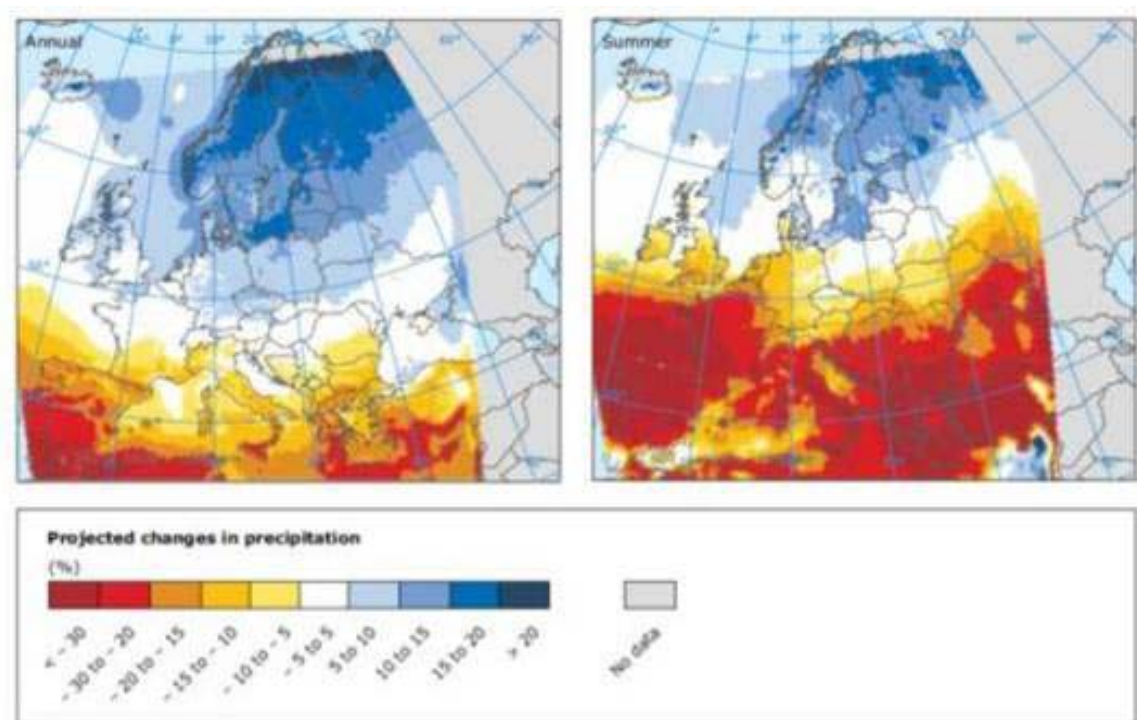 Annual
Summer
Projected changes in precipitation
(%)
< − 30
− 30 to − 20
− 20 to − 15
− 15 to − 10
− 10 to − 5
− 5 to 5
5 to 10
10 to 15
15 to 20
> 20
No data